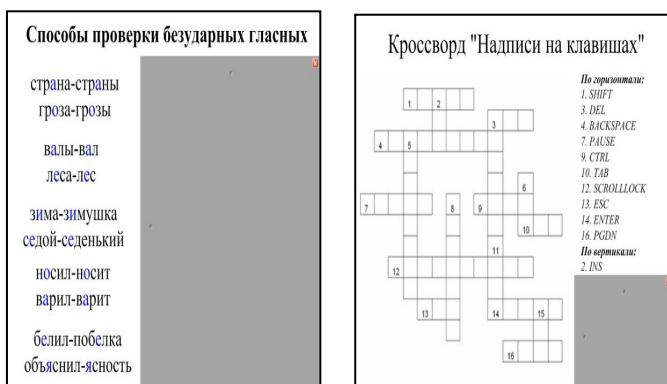 Способы проверки безударных гласных
страна-страны
гроза-грозы
валы-вал
леса-лес
зима-зимушка
седой-седенький
носил-носит
варил-варит
белил-побелка
объяснил-ясность
Кроссворд "Надписи на клавишах"
1
2
3
4
5
6
7
8
9
10
11
12
13
14
15
16
По горизонтали:
1. SHIFT
3. DEL
4. BACKSPACE
7. PAUSE
9. CTRL
10. TAB
12. SCROLLLOCK
13. ESC
14. ENTER
16. PGDN
По вертикали:
2. INS